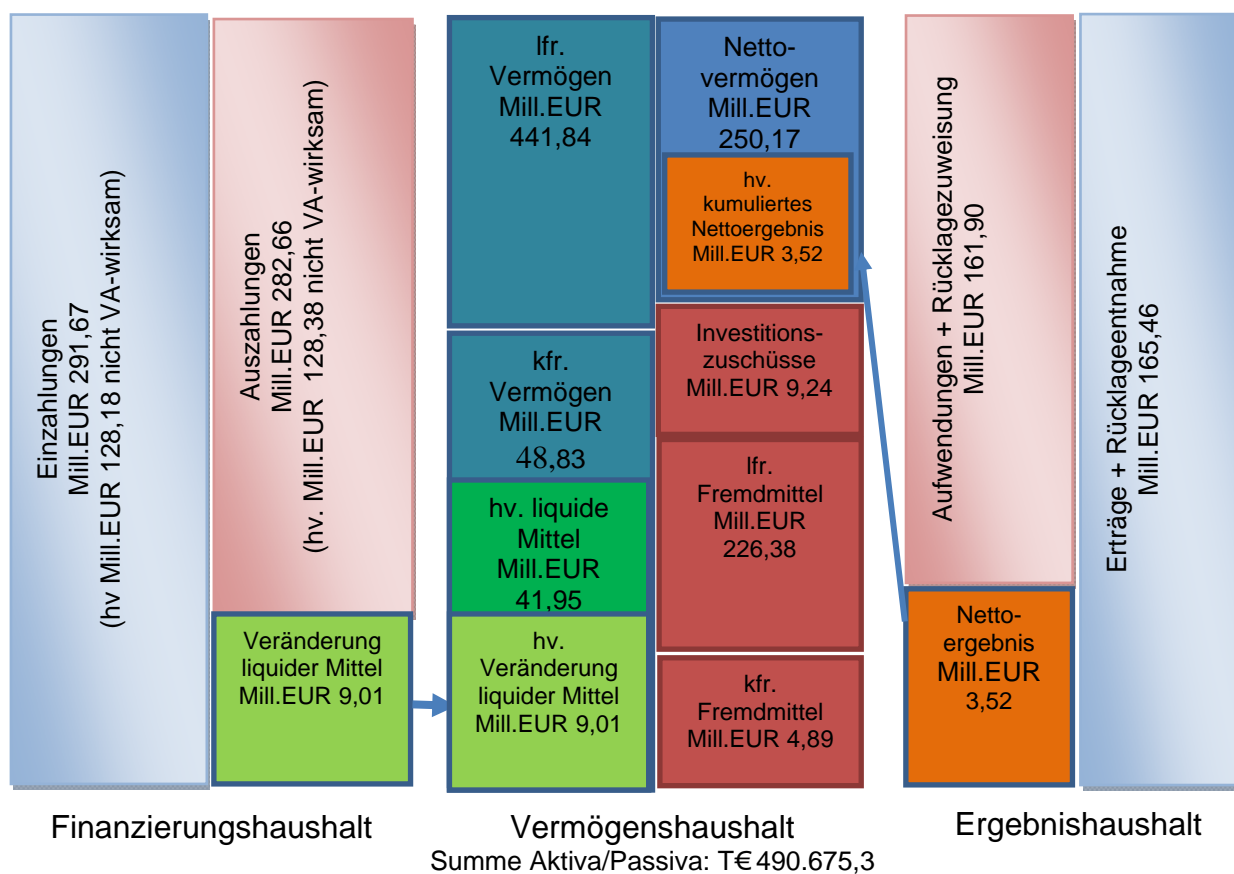 Einzahlungen
Mill.EUR 291,67
(hv Mill.EUR 128,18 nicht VA-wirksam)
Auszahlungen
Mill.EUR 282,66
(hv. Mill.EUR 128,38 nicht VA-wirksam)
Veränderung
liquider Mittel
Mill.EUR 9,01
Finanzierungshaushalt
lfr.
Vermögen
Mill.EUR
441,84
kfr.
Vermögen
Mill.EUR
48,83
hv. liquide
Mittel
Mill.EUR
41,95
hv.
Veränderung
liquider Mittel
Mill.EUR 9,01
Netto-
vermögen
Mill.EUR
250,17
hv.
kumuliertes
Nettoergebnis
Mill.EUR 3,52
Investitions-
zuschüsse
Mill.EUR 9,24
lfr.
Fremdmittel
Mill.EUR
226,38
kfr.
Fremdmittel
Mill.EUR 4,89
Vermögenshaushalt
Summe Aktiva/Passiva: T€ 490.675,3
Aufwendungen + Rücklagezuweisung
Mill.EUR 161,90
Netto-
ergebnis
Mill.EUR
3,52
Erträge + Rücklageentnahme
Mill.EUR 165,46
Ergebnishaushalt